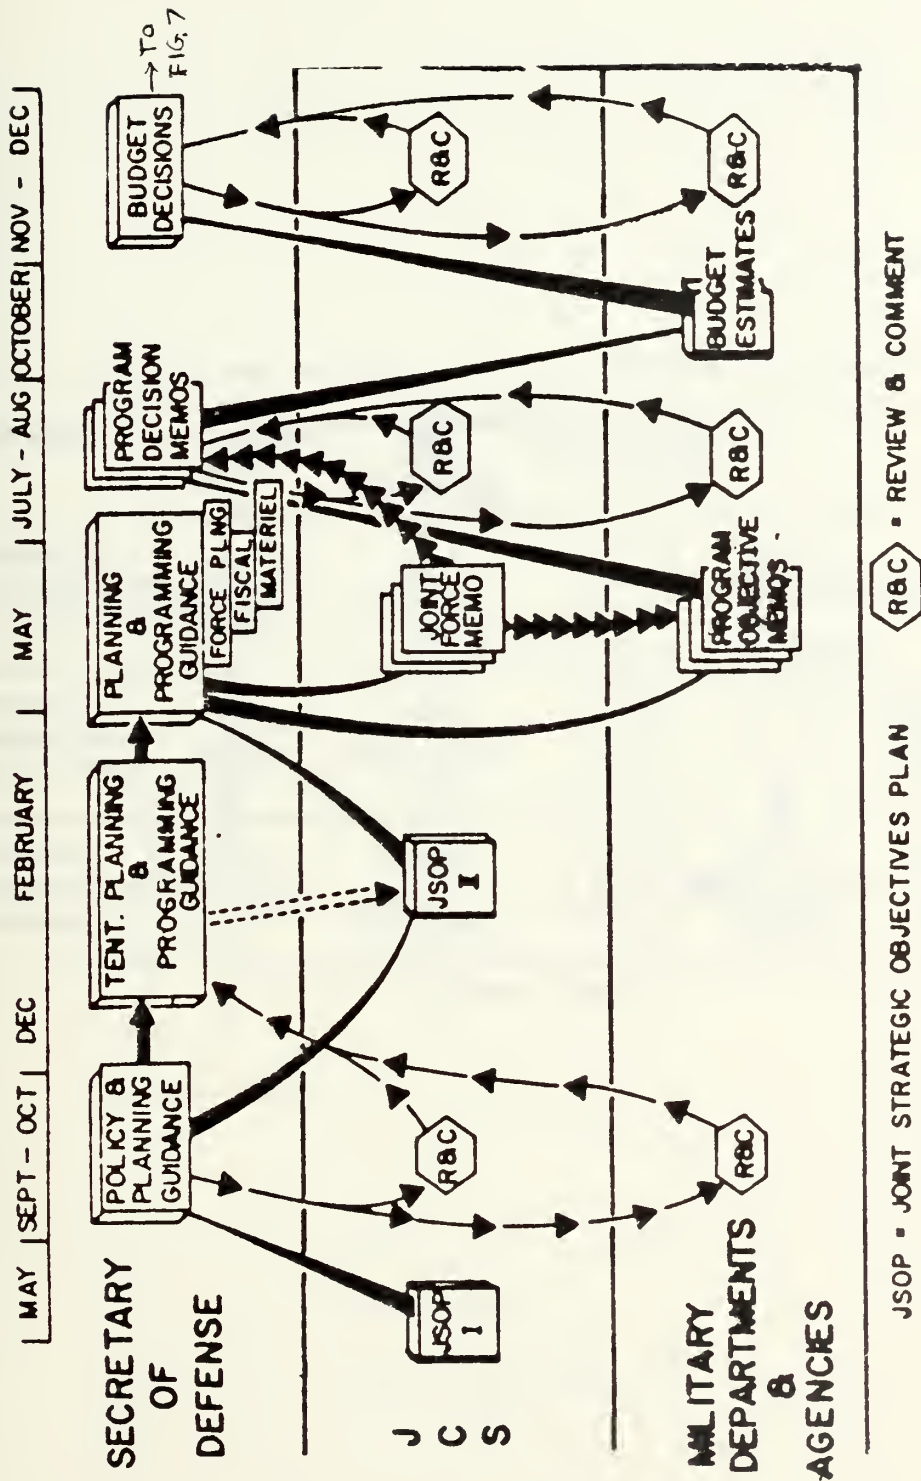 MAY | SEPT - OCT | DEC FEBRUARY | MAY | JULY - AUG | OCTOBER | NOV - DEC
SECRETARY
OF
DEFENSE
POLICY &
PLANNING
GUIDANCE
TENT. PLANNING
&
PROGRAMMING
GUIDANCE
PLANNING
&
PROGRAMMING
GUIDANCE
FORCE PLNG
FISCAL
MATERIEL
PROGRAM
DECISION
MEMOS
BUDGET
DECISIONS
→ TO
FIG. 7
J
C
S
JSOP
I
R&C
JSOP
II
JOINT
FORCE
MEMO
R&C
R&C
MILITARY
DEPARTMENTS
&
AGENCIES
R&C
PROGRAM
OBJECTIVE
MEMOS
R&C
BUDGET
ESTIMATES
R&C
JSOP = JOINT STRATEGIC OBJECTIVES PLAN
R&C = REVIEW & COMMENT